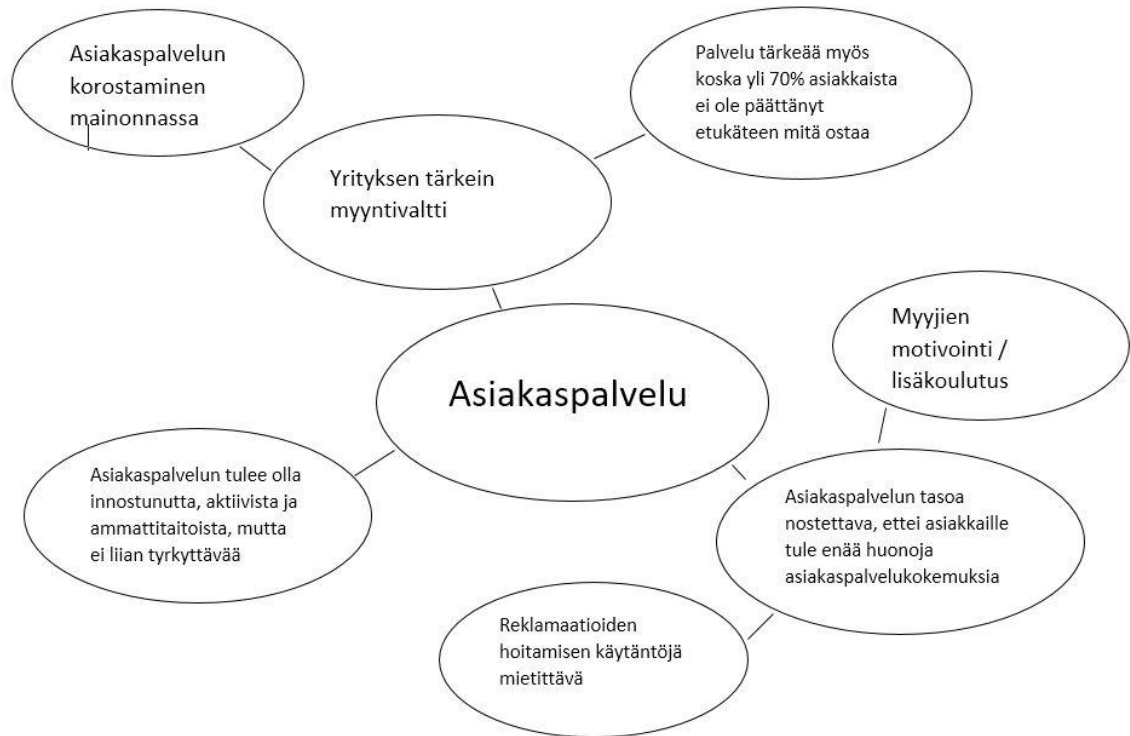 Asiakaspalvelun
korostaminen
mainonnassa
Palvelu tärkeää myös
koska yli 70% asiakkaista
ei ole päättänyt
etukäteen mitä ostaa
Yrityksen tärkein
myyntivaltti
Myyjien
motivointi /
lisäkoulutus
Asiakaspalvelu
Asiakaspalvelun tulee olla
innostunutta, aktiivista ja
ammattitaitoista, mutta
ei liian tyrkyttävää
Asiakaspalvelun tasoa
nostettava, ettei asiakkaille
tule enää huonoja
asiakaspalvelukokemuksia
Reklamaatioiden
hoitamisen käytäntöjä
mietittävä